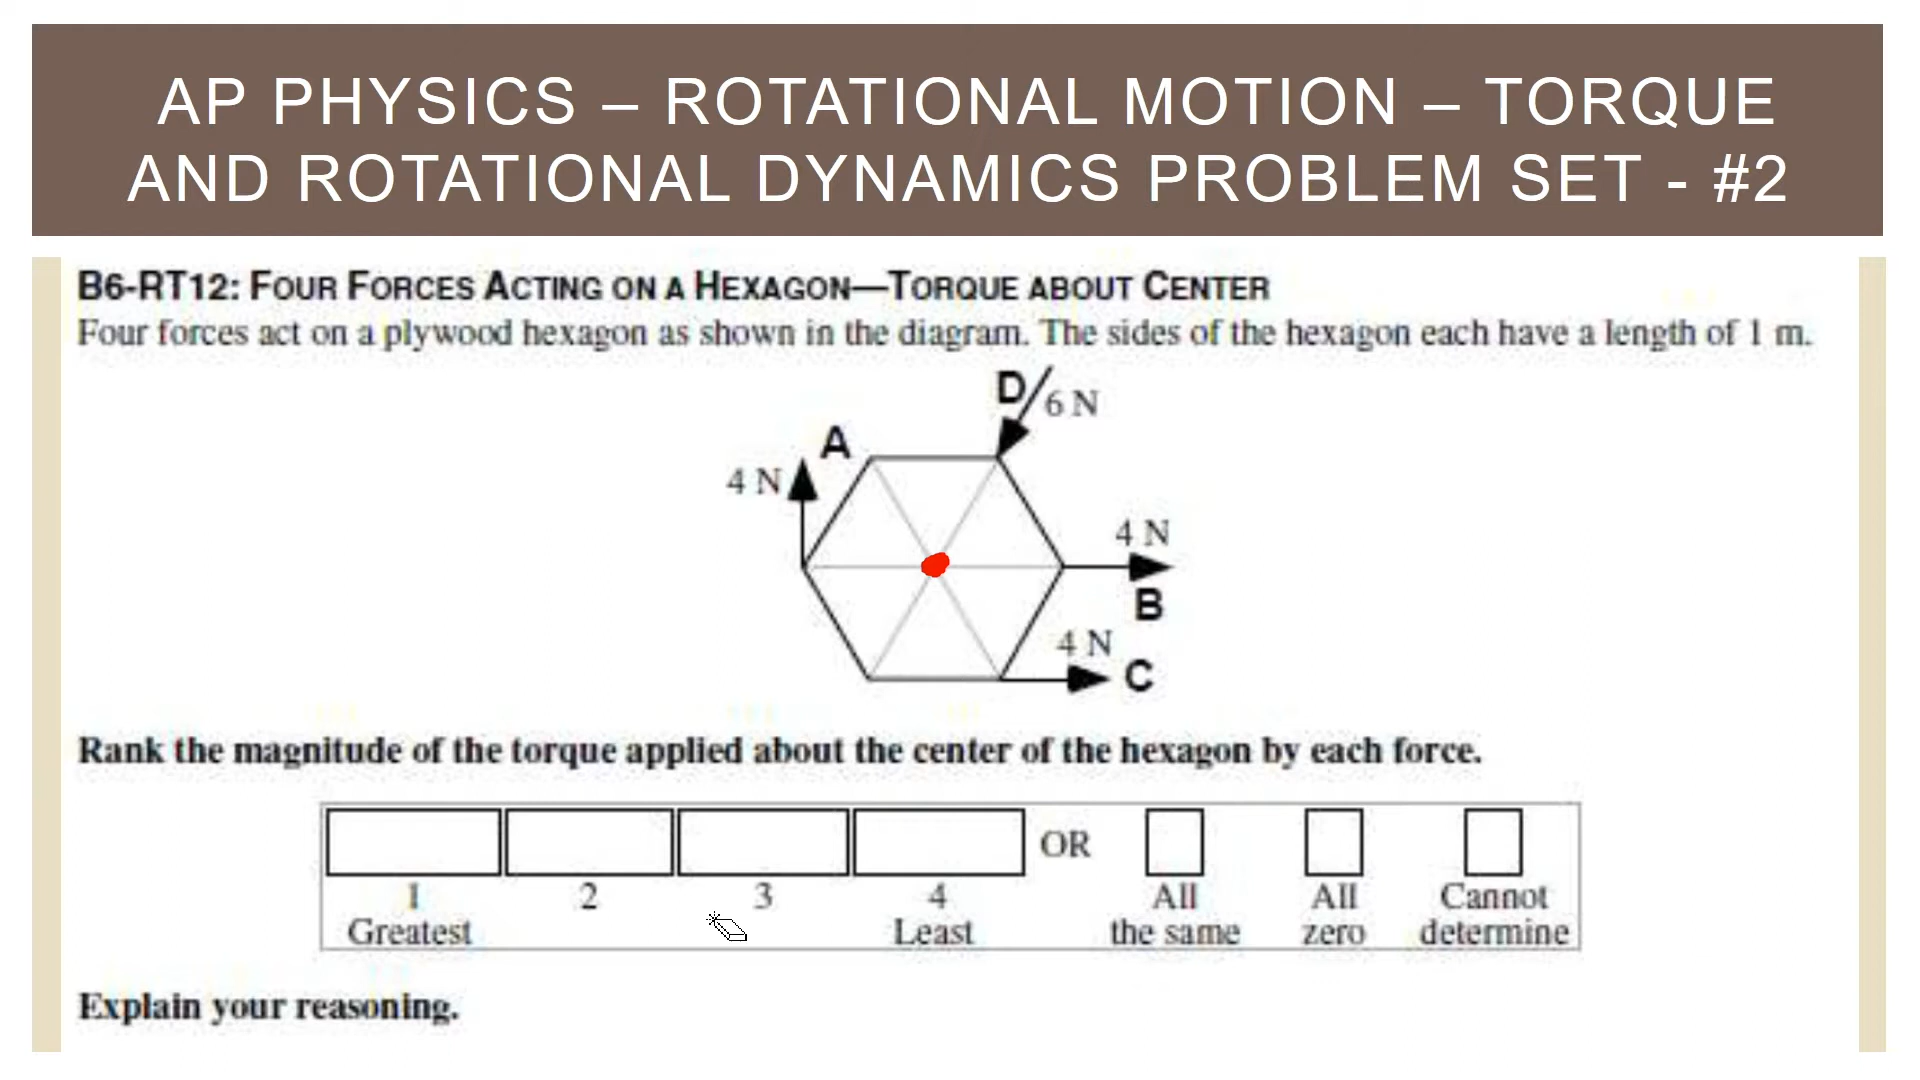 AP PHYSICS – ROTATIONAL MOTION – TORQUE
AND ROTATIONAL DYNAMICS PROBLEM SET - #2
B6-RT12: FOUR FORCES ACTING ON A HEXAGON—TORQUE ABOUT CENTER
Four forces act on a plywood hexagon as shown in the diagram. The sides of the hexagon each have a length of 1 m.
D
6 N
A
4 N
4 N
B
4 N
C
Rank the magnitude of the torque applied about the center of the hexagon by each force.
OR
1 2 3 4 All All Cannot
Greatest Least the same zero determine
Explain your reasoning.